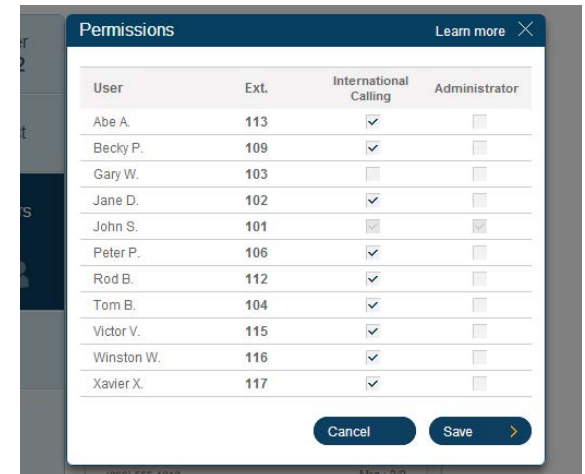 Permissions
Learn more
User Ext. International Calling Administrator
Abe A. 113
Becky P. 109
Gary W. 103
Jane D. 102
John S. 101
Peter P. 106
Rod B. 112
Tom B. 104
Victor V. 115
Winston W. 116
Xavier X. 117
Cancel
Save